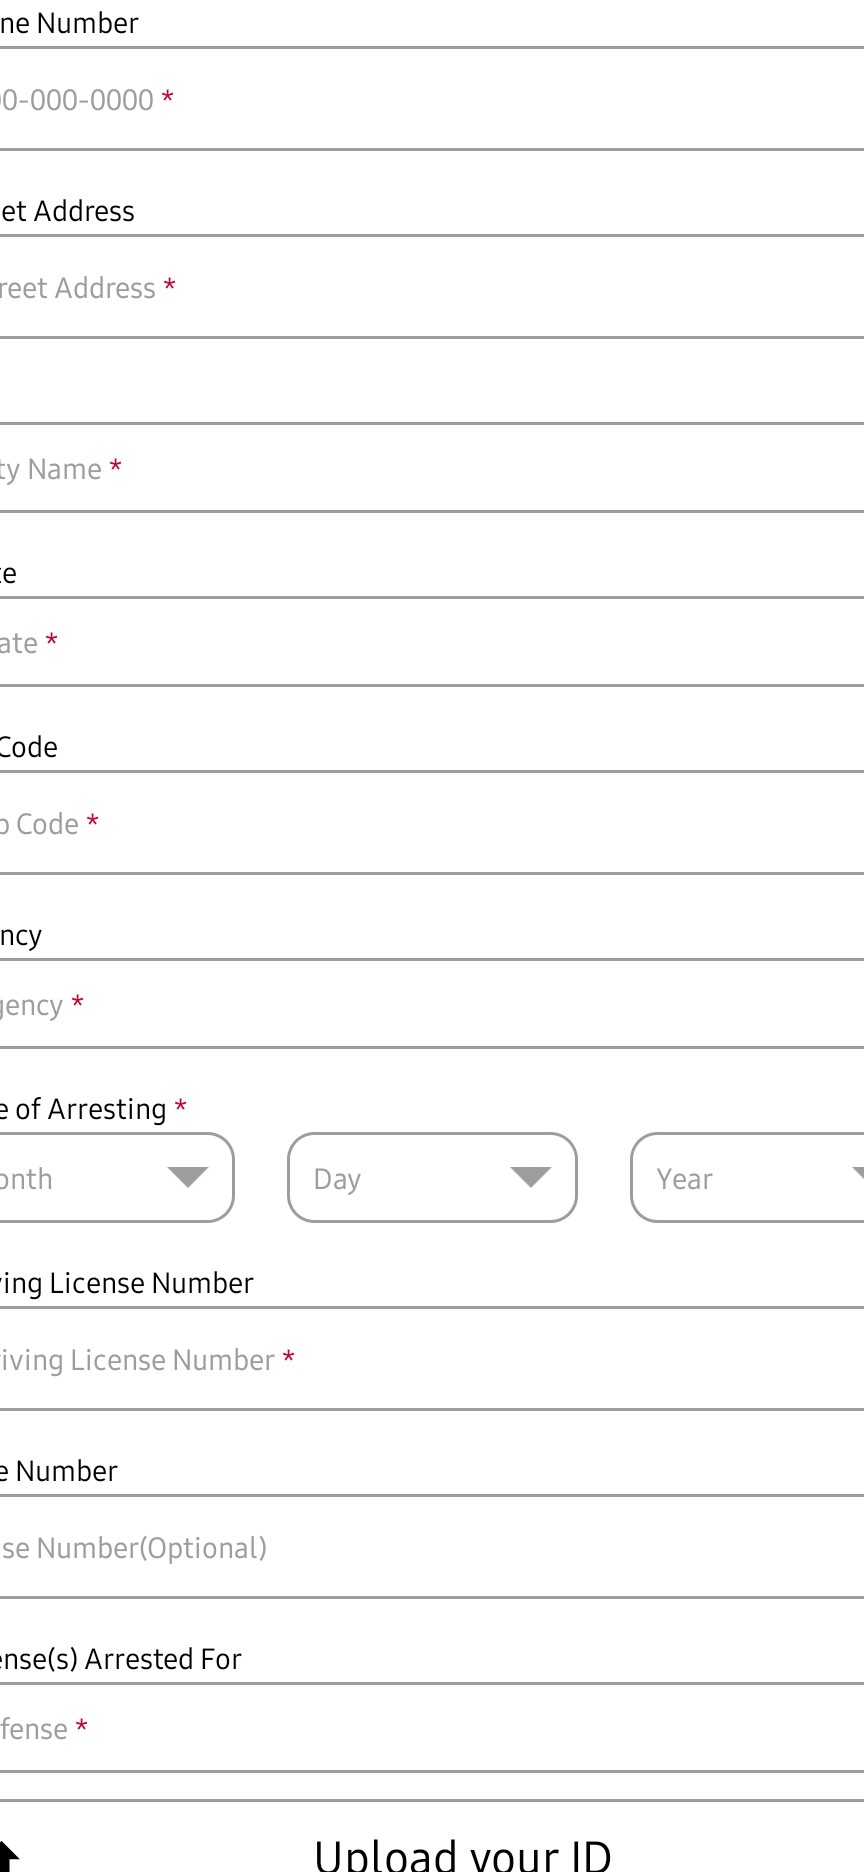 ne Number
0-000-0000 *
et Address
reet Address *
ty Name *
te
ate *
Code
p Code *
ncy
gency *
e of Arresting *
onth
Day
Year
ving License Number
iving License Number *
e Number
se Number(Optional)
ense(s) Arrested For
fense *
Upload your ID